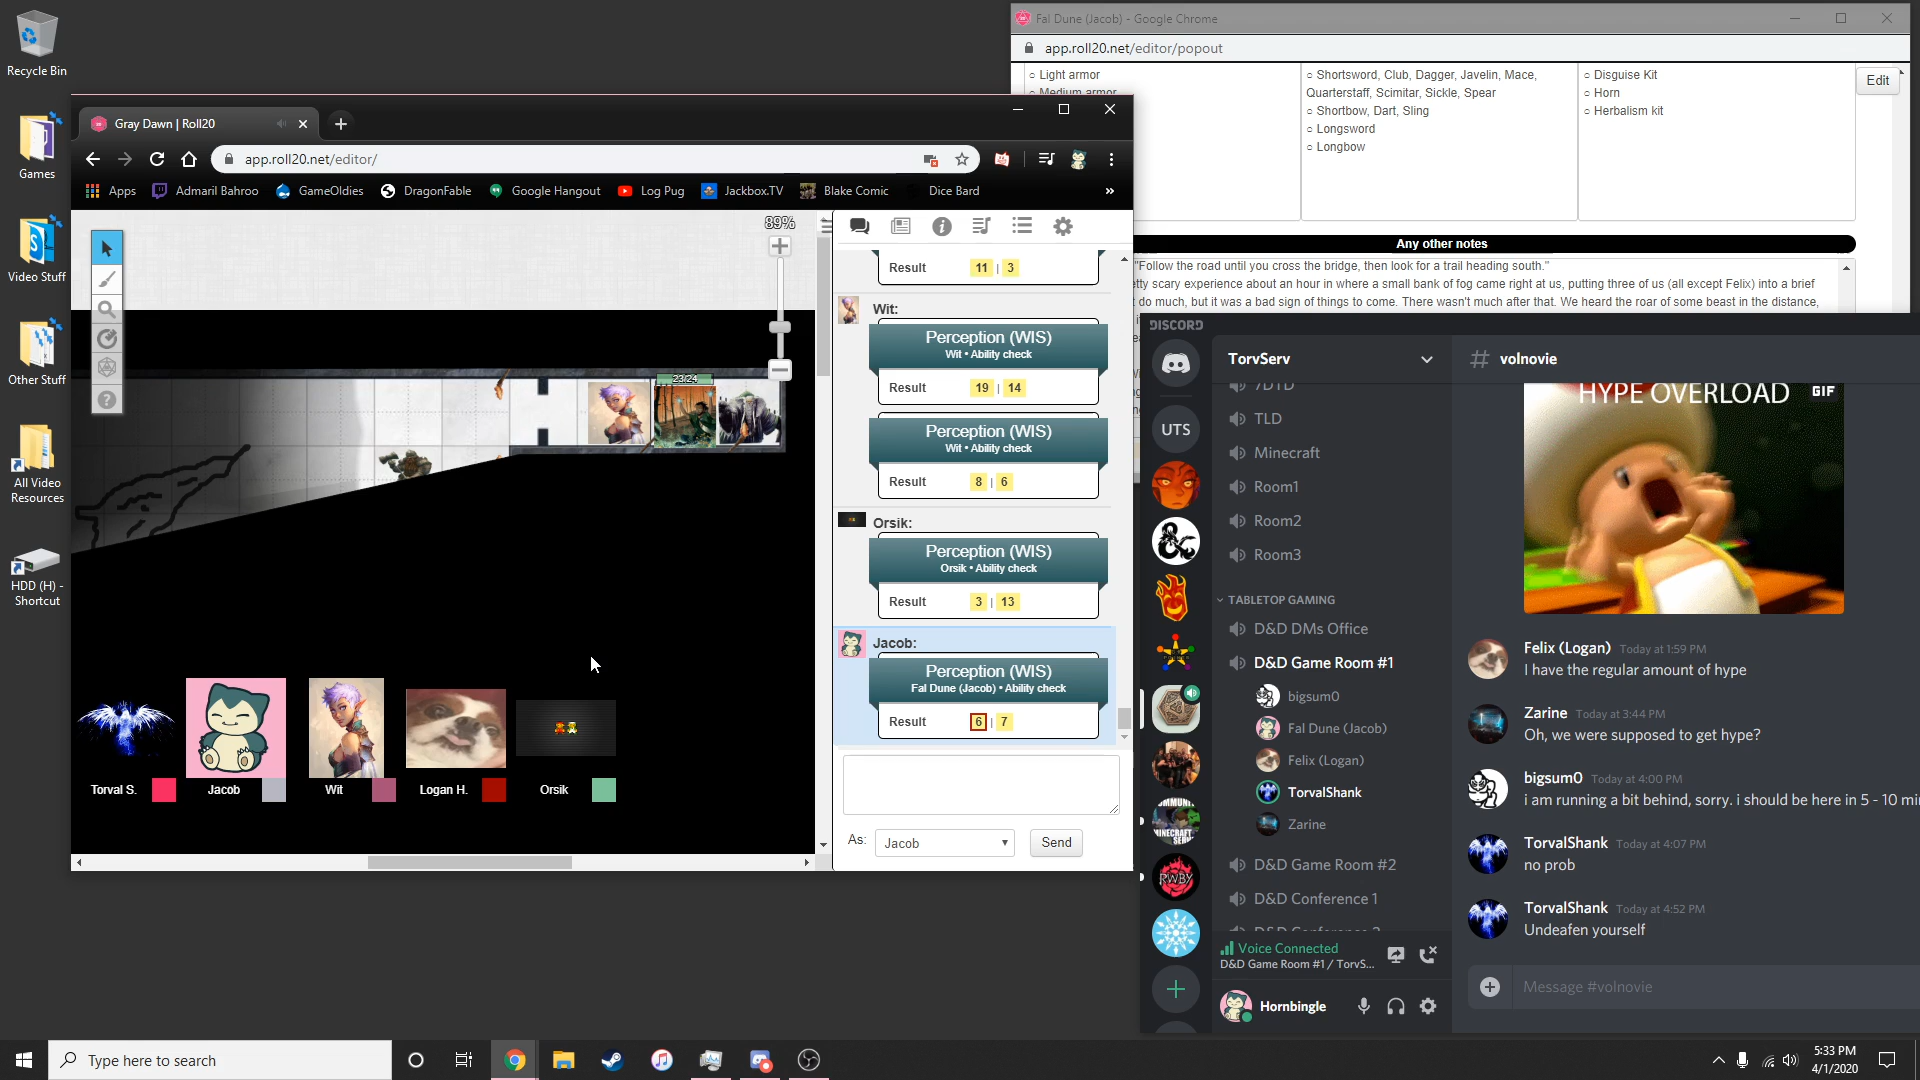 Recycle Bin
Games
Video Stuff
Other Stuff
All Video
Resources
HDD (H) -
Shortcut
Fal Dune (Jacob) - Google Chrome
app.roll20.net/editor/popout
Light armor
Medium armor
Shortsword, Club, Dagger, Javelin, Mace,
Quarterstaff, Scimitar, Sickle, Spear
Shortbow, Dart, Sling
Longsword
Longbow
Disguise Kit
Horn
Herbalism kit
Edit
Any other notes
"Follow the road until you cross the bridge, then look for a trail heading south."
etty scary experience about an hour in where a small bank of fog came right at us, putting three of us (all except Felix) into a brief
do much, but it was a bad sign of things to come. There wasn't much after that. We heard the roar of some beast in the distance,
Gray Dawn | Roll20
app.roll20.net/editor/
Apps
Admaril Bahroo
GameOldies
DragonFable
Google Hangout
Log Pug
Jackbox.TV
Blake Comic
Dice Bard
»
89%
23/24
Result 11 | 3
Wit:
Perception (WIS)
Wit • Ability check
Result 19 | 14
Perception (WIS)
Wit • Ability check
Result 8 | 6
Orsik:
Perception (WIS)
Orsik • Ability check
Result 3 | 13
Jacob:
Perception (WIS)
Fal Dune (Jacob) • Ability check
Result 6 | 7
As: Jacob
Send
Torval S.
Jacob
Wit
Logan H.
Orsik
DISCORD
UTS
RWBY
TorvServ
7DTD
TLD
Minecraft
Room1
Room2
Room3
TABLETOP GAMING
D&D DMs Office
D&D Game Room #1
bigsum0
Fal Dune (Jacob)
Felix (Logan)
TorvalShank
Zarine
D&D Game Room #2
D&D Conference 1
Voice Connected
D&D Game Room #1 / TorvS...
Hornbingle
# volnovie
HYPE OVERLOAD
GIF
Felix (Logan) Today at 1:59 PM
I have the regular amount of hype
Zarine Today at 3:44 PM
Oh, we were supposed to get hype?
bigsum0 Today at 4:00 PM
i am running a bit behind, sorry. i should be here in 5 - 10 mi
TorvalShank Today at 4:07 PM
no prob
TorvalShank Today at 4:52 PM
Undeafen yourself
Message #volnovie
Type here to search
5:33 PM
4/1/2020